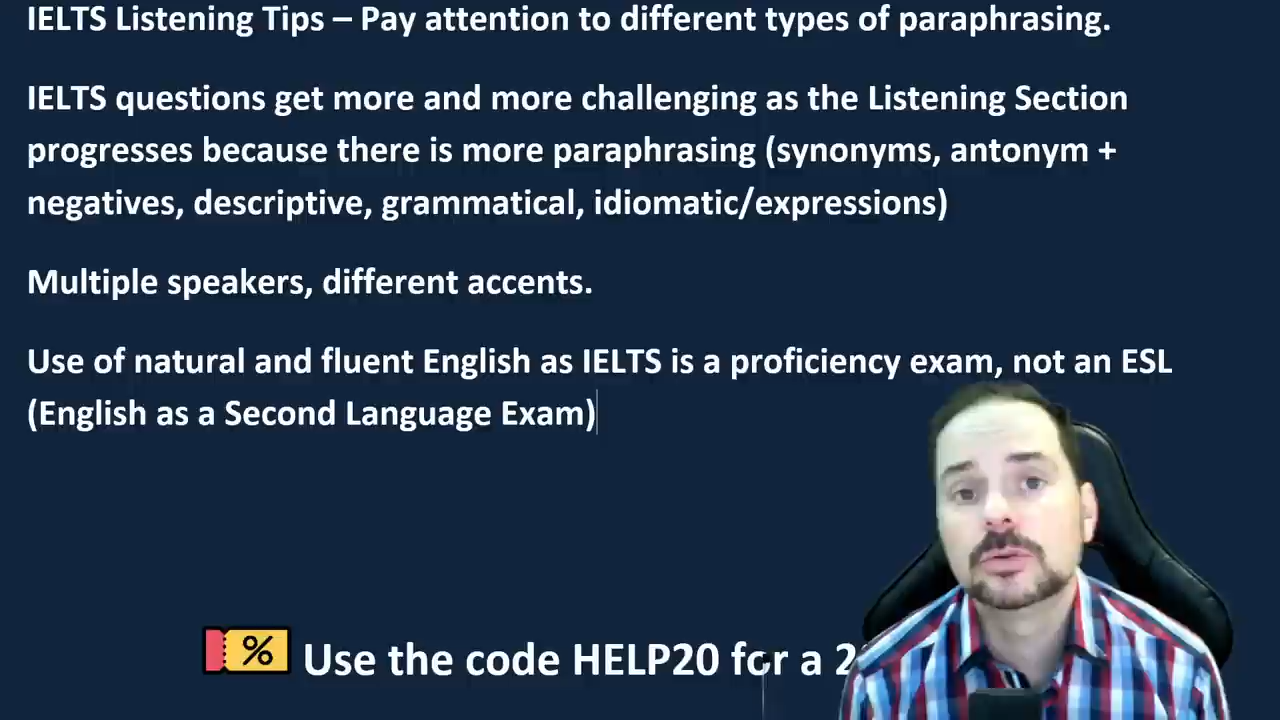 IELTS Listening Tips – Pay attention to different types of paraphrasing.
IELTS questions get more and more challenging as the Listening Section
progresses because there is more paraphrasing (synonyms, antonym +
negatives, descriptive, grammatical, idiomatic/expressions)
Multiple speakers, different accents.
Use of natural and fluent English as IELTS is a proficiency exam, not an ESL
(English as a Second Language Exam)
% Use the code HELP20 for a